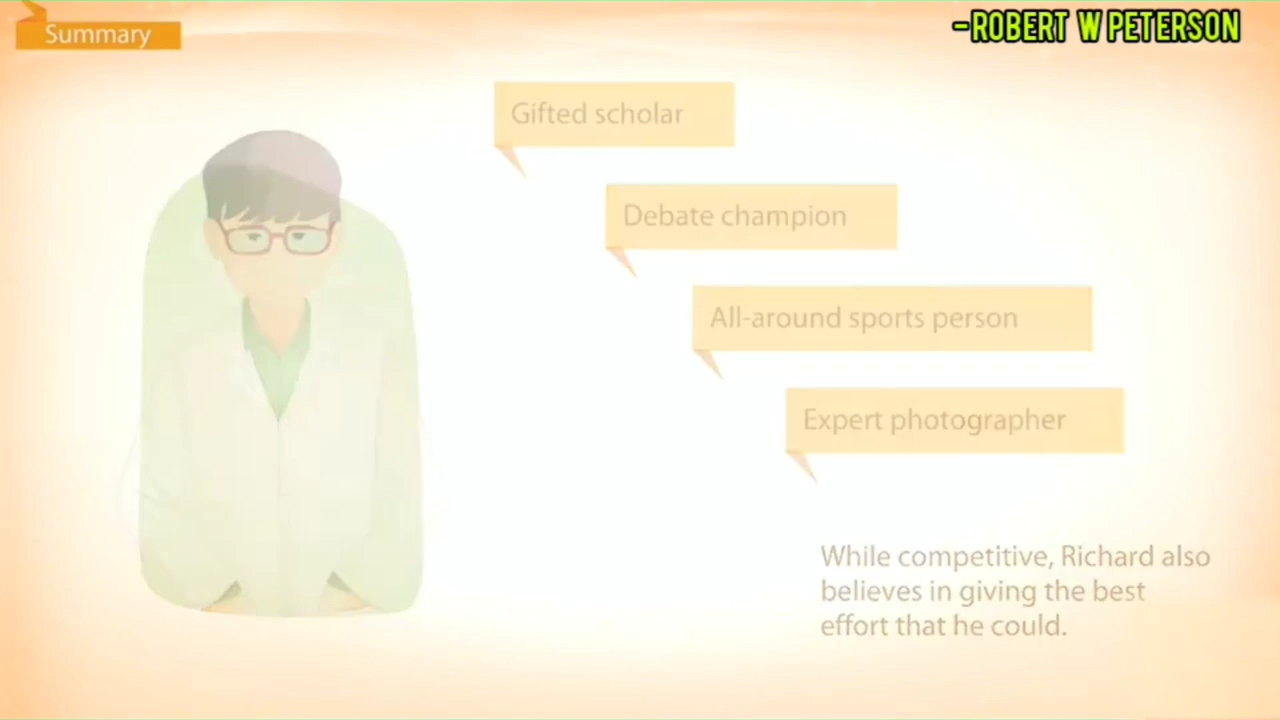 Summary
-ROBERT W PETERSON
Gifted scholar
Debate champion
All-around sports person
Expert photographer
While competitive, Richard also
believes in giving the best
effort that he could.